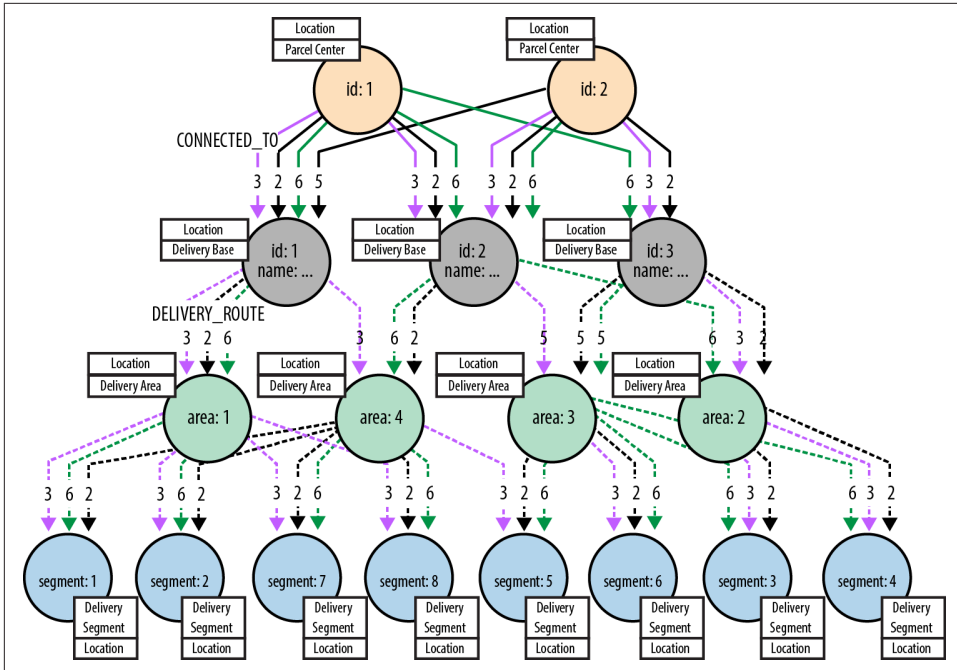 Location
Parcel Center
Location
Parcel Center
id: 1
id: 2
CONNECTED_TO
3 2 6 5 3 2 6 3 2 6 6 3 2
Location
Delivery Base
Location
Delivery Base
Location
Delivery Base
id: 1
name: ...
id: 2
name: ...
id: 3
name: ...
DELIVERY_ROUTE
3 2 6 3 6 2 5 5 5 6 3 2
Location
Delivery Area
Location
Delivery Area
Location
Delivery Area
Location
Delivery Area
area: 1
area: 4
area: 3
area: 2
3 6 2 3 6 2 3 2 6 3 2 6 3 2 6 3 2 6 6 3 2 6 3 2
segment: 1
segment: 2
segment: 7
segment: 8
segment: 5
segment: 6
segment: 3
segment: 4
Delivery
Segment
Location
Delivery
Segment
Location
Delivery
Segment
Location
Delivery
Segment
Location
Delivery
Segment
Location
Delivery
Segment
Location
Delivery
Segment
Location
Delivery
Segment
Location